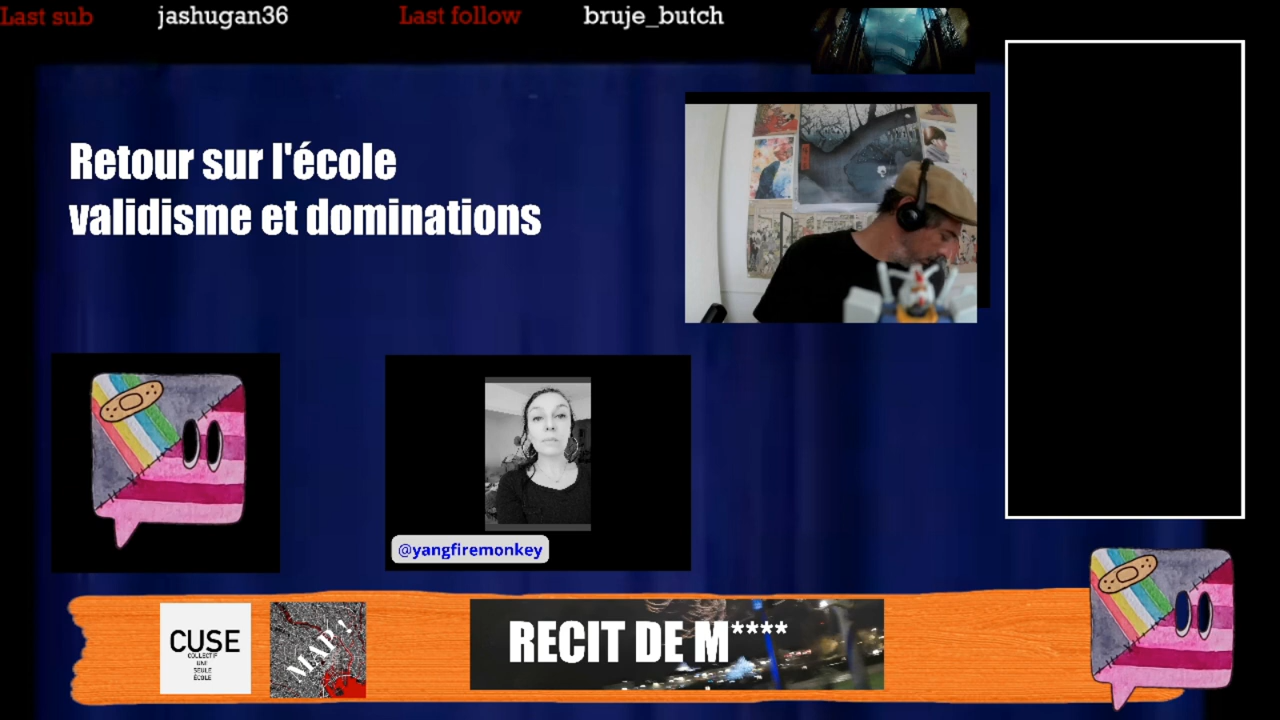 Last sub jashugan36 Last follow bruje_butch
Retour sur l'école
validisme et dominations
@yangfiremonkey
CUSE
COLLECTIF
UNE
SEULE
ÉCOLE
MAP !
RECIT DE M****